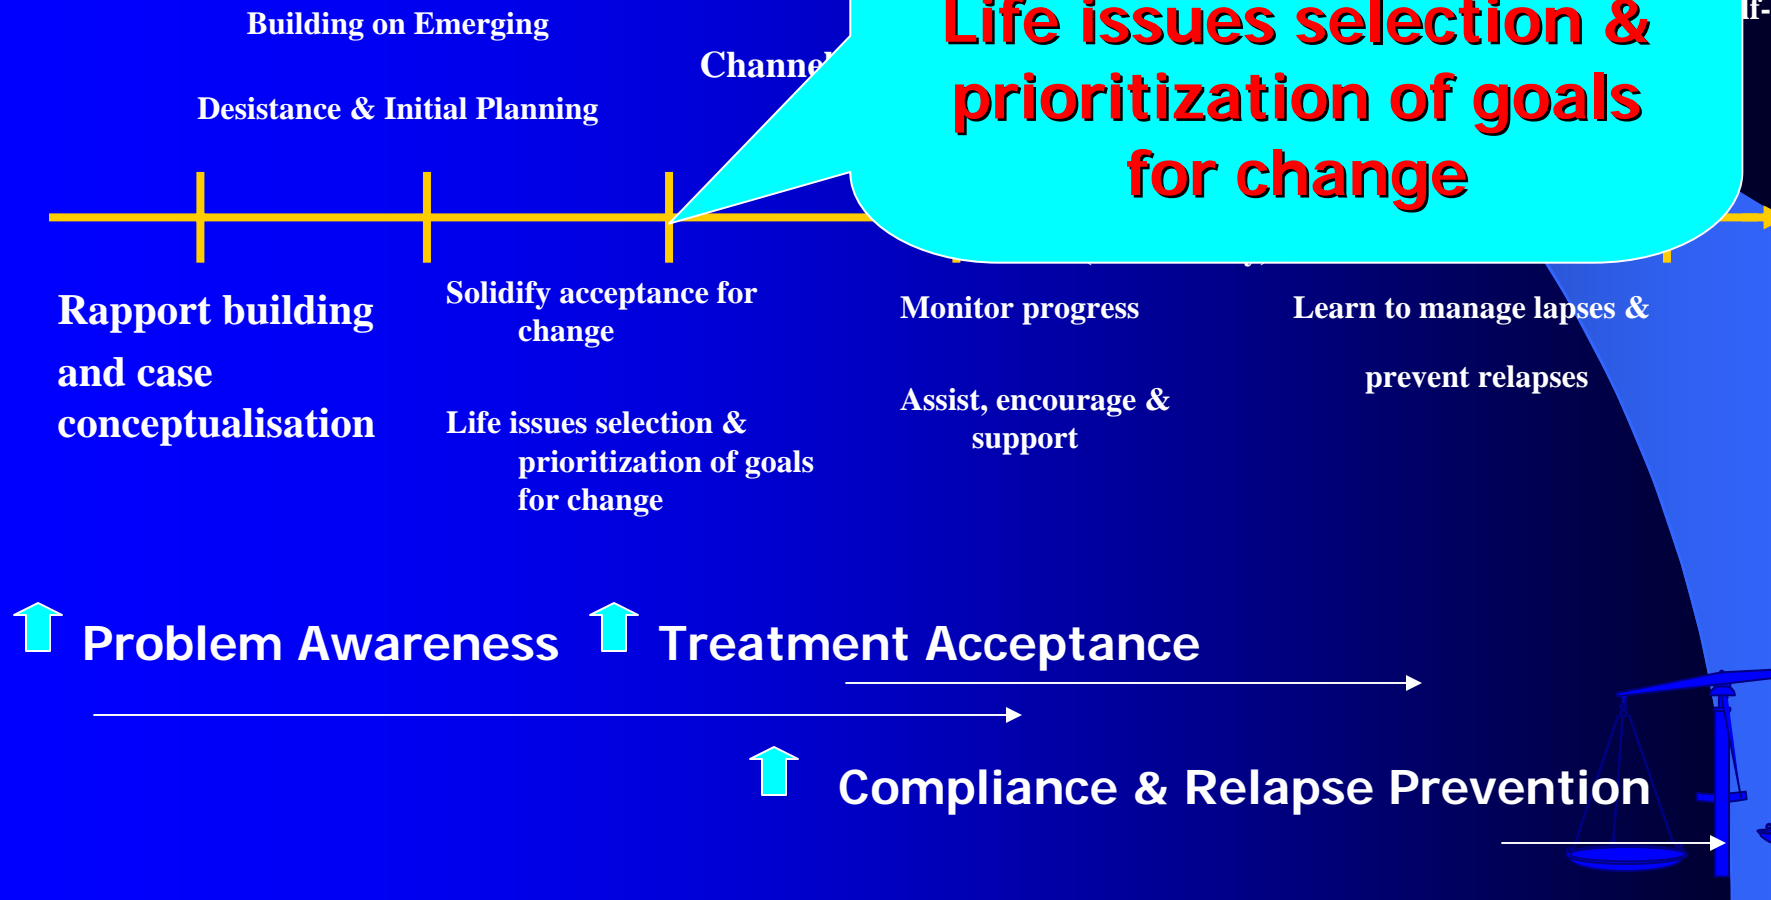 Building on Emerging
Desistance & Initial Planning
Life issues selection &
prioritization of goals
for change
Rapport building
and case
conceptualisation
Solidify acceptance for
change
Life issues selection &
prioritization of goals
for change
Monitor progress
Assist, encourage &
support
Learn to manage lapses &
prevent relapses
Problem Awareness
Treatment Acceptance
Compliance & Relapse Prevention